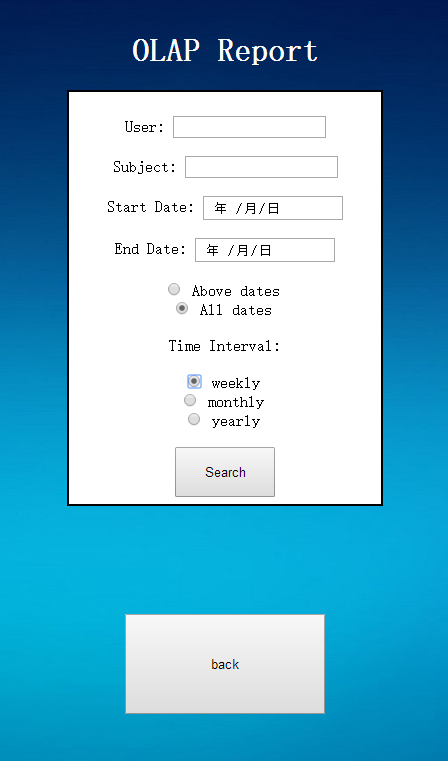 OLAP Report
User:
Subject:
Start Date: 年 /月/日
End Date: 年 /月/日
Above dates
All dates
Time Interval:
weekly
monthly
yearly
Search
back